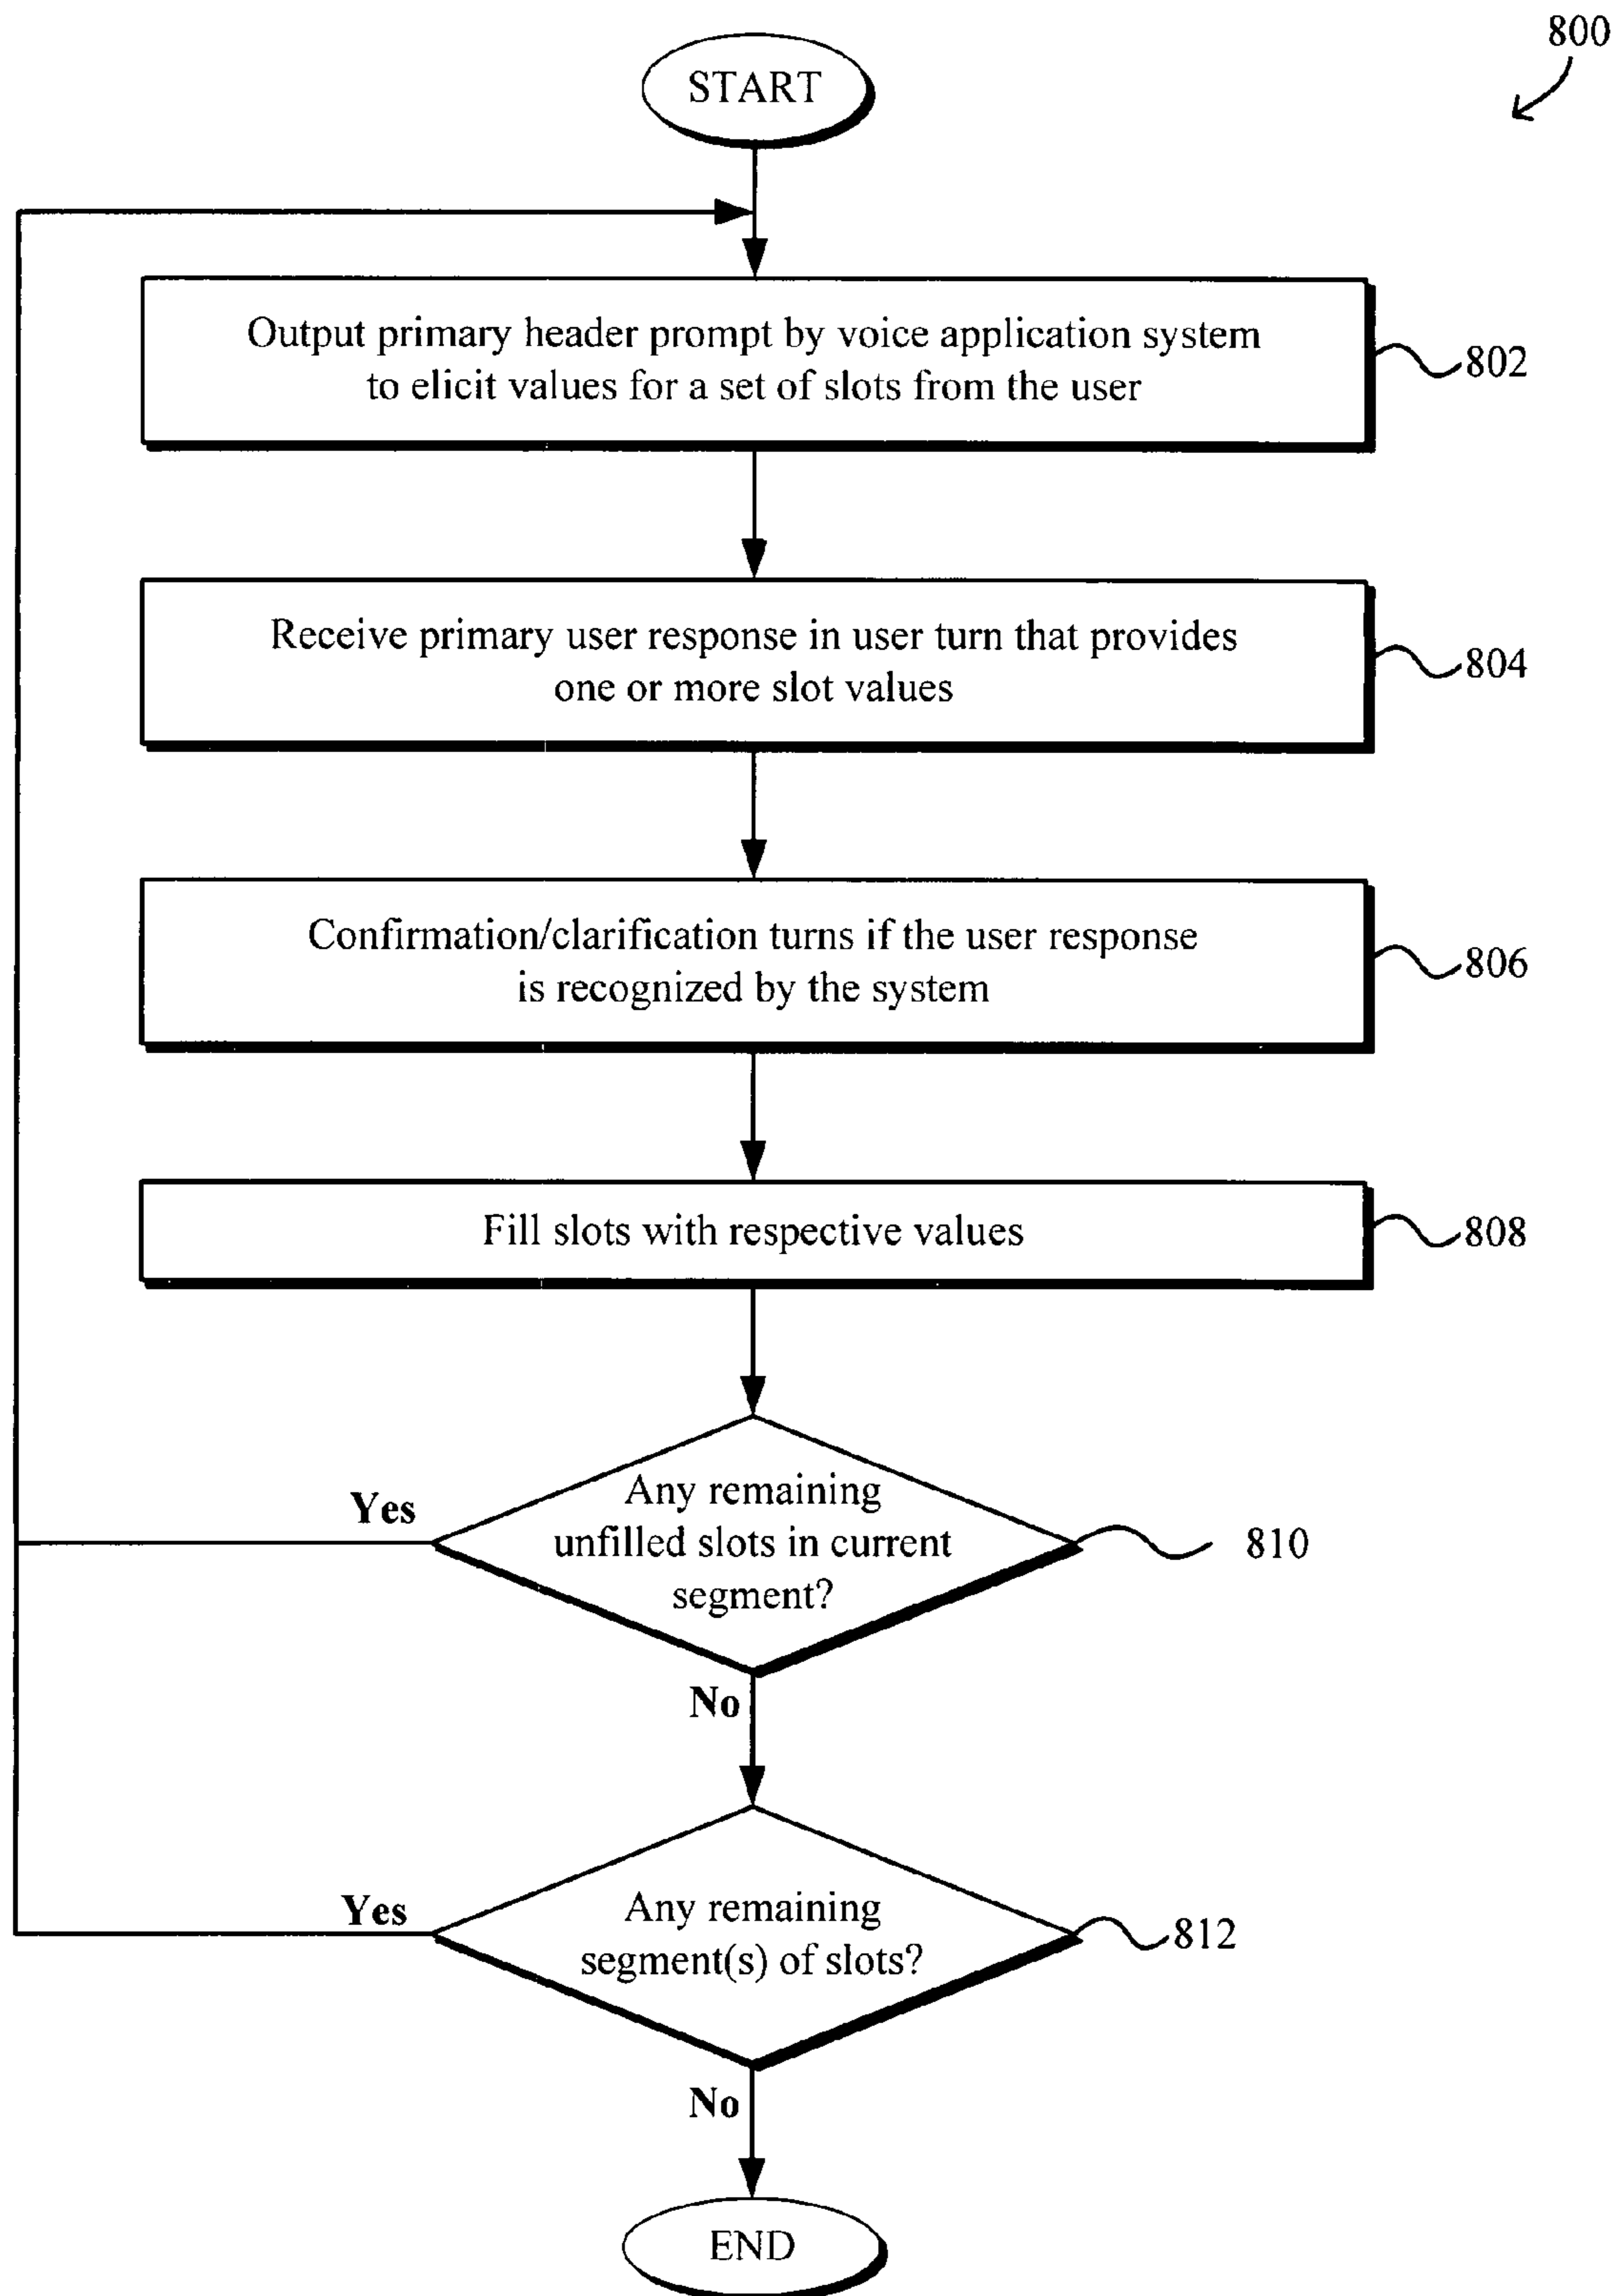 800
START
Output primary header prompt by voice application system
to elicit values for a set of slots from the user
802
Receive primary user response in user turn that provides
one or more slot values
804
Confirmation/clarification turns if the user response
is recognized by the system
806
Fill slots with respective values
808
Any remaining
unfilled slots in current
segment?
Yes
810
No
Any remaining
segment(s) of slots?
Yes
812
No
END